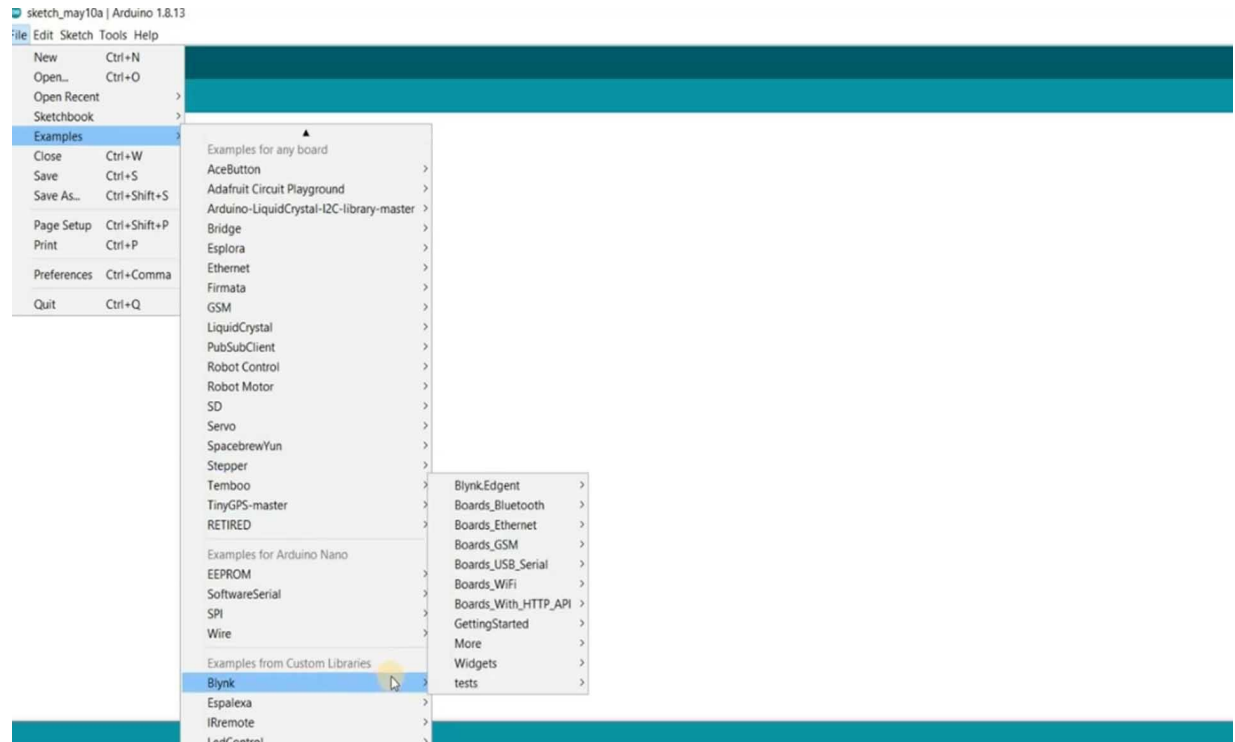 sketch_may10a | Arduino 1.8.13
File Edit Sketch Tools Help
New Ctrl+N
Open... Ctrl+O
Open Recent
Sketchbook
Examples
Close Ctrl+W
Save Ctrl+S
Save As... Ctrl+Shift+S
Page Setup Ctrl+Shift+P
Print Ctrl+P
Preferences Ctrl+Comma
Quit Ctrl+Q
Examples for any board
AceButton
Adafruit Circuit Playground
Arduino-LiquidCrystal-I2C-library-master
Bridge
Esplora
Ethernet
Firmata
GSM
LiquidCrystal
PubSubClient
Robot Control
Robot Motor
SD
Servo
SpacebrewYun
Stepper
Temboo
TinyGPS-master
RETIRED
Examples for Arduino Nano
EEPROM
SoftwareSerial
SPI
Wire
Examples from Custom Libraries
Blynk
Espalexa
IRremote
LedControl
Blynk.Edgent
Boards_Bluetooth
Boards_Ethernet
Boards_GSM
Boards_USB_Serial
Boards_WiFi
Boards_With_HTTP_API
GettingStarted
More
Widgets
tests